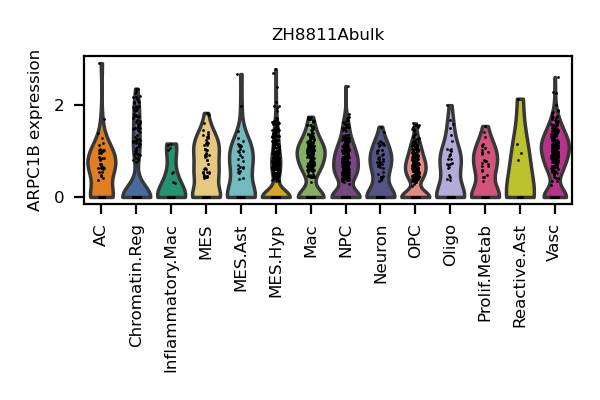 ZH8811Abulk
ARPC1B expression
2
0
AC
Chromatin.Reg
Inflammatory.Mac
MES
MES.Ast
MES.Hyp
Mac
NPC
Neuron
OPC
Oligo
Prolif.Metab
Reactive.Ast
Vasc